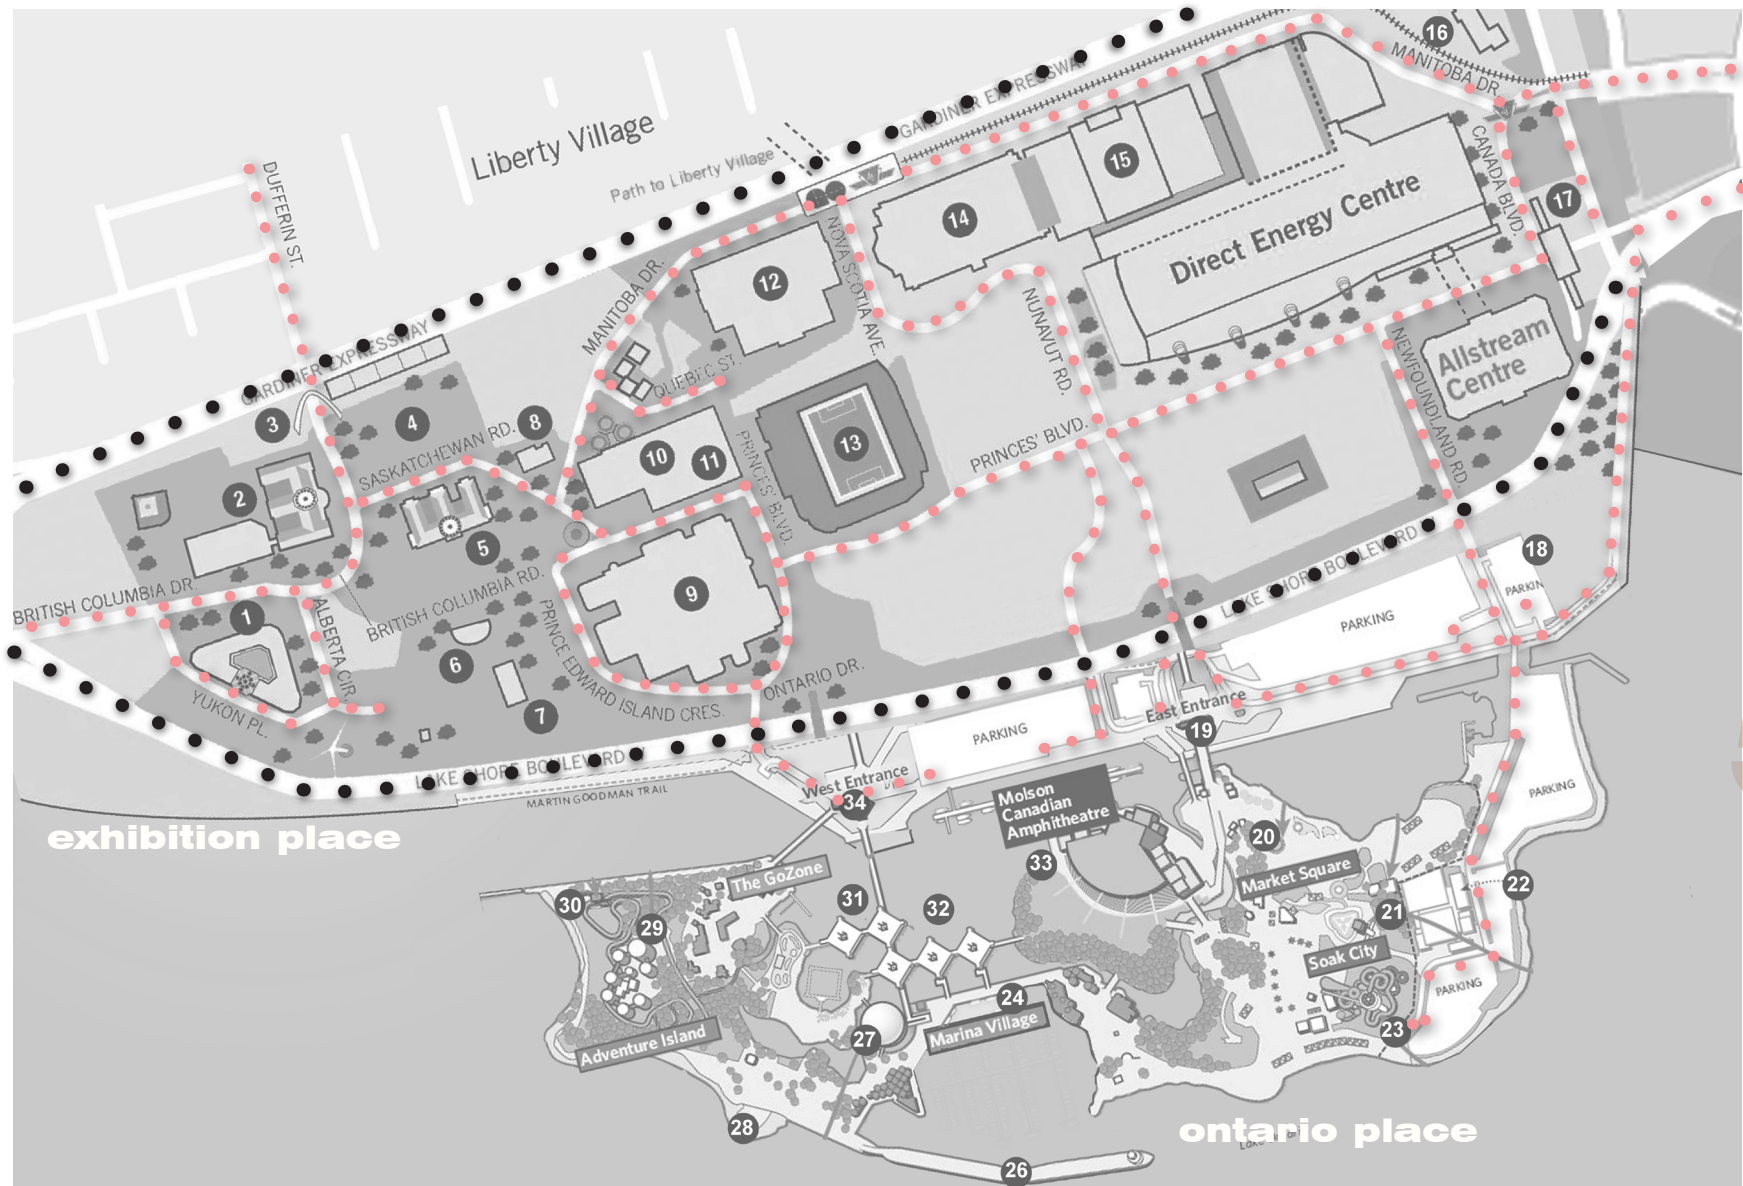 16
MANITOBA DR.
GARDINER EXPRESSWAY
Liberty Village
Path to Liberty Village
DUFFERIN ST.
15
CANADA BLVD.
14
17
Direct Energy Centre
NOVA SCOTIA AVE.
MANITOBA DR.
12
NUNAVUT RD.
GARDINER EXPRESSWAY
NEWFOUNDLAND RD.
Allstream
Centre
QUEBEC ST.
3
4
8
SASKATCHEWAN RD.
10
11
13
PRINCES' BLVD.
PRINCES' BLVD.
2
5
18
PARKING
BRITISH COLUMBIA DR.
BRITISH COLUMBIA RD.
9
LAKE SHORE BOULEVARD
PARKING
1
ALBERTA CIR.
6
PRINCE EDWARD ISLAND CRES.
ONTARIO DR.
YUKON PL.
7
East Entrance
19
PARKING
LAKE SHORE BOULEVARD
West Entrance
34
MARTIN GOODMAN TRAIL
PARKING
Molson
Canadian
Amphitheatre
exhibition place
20
33
The GoZone
Market Square
22
30
31
32
21
29
Soak City
PARKING
24
Marina Village
23
27
Adventure Island
28
ontario place
26